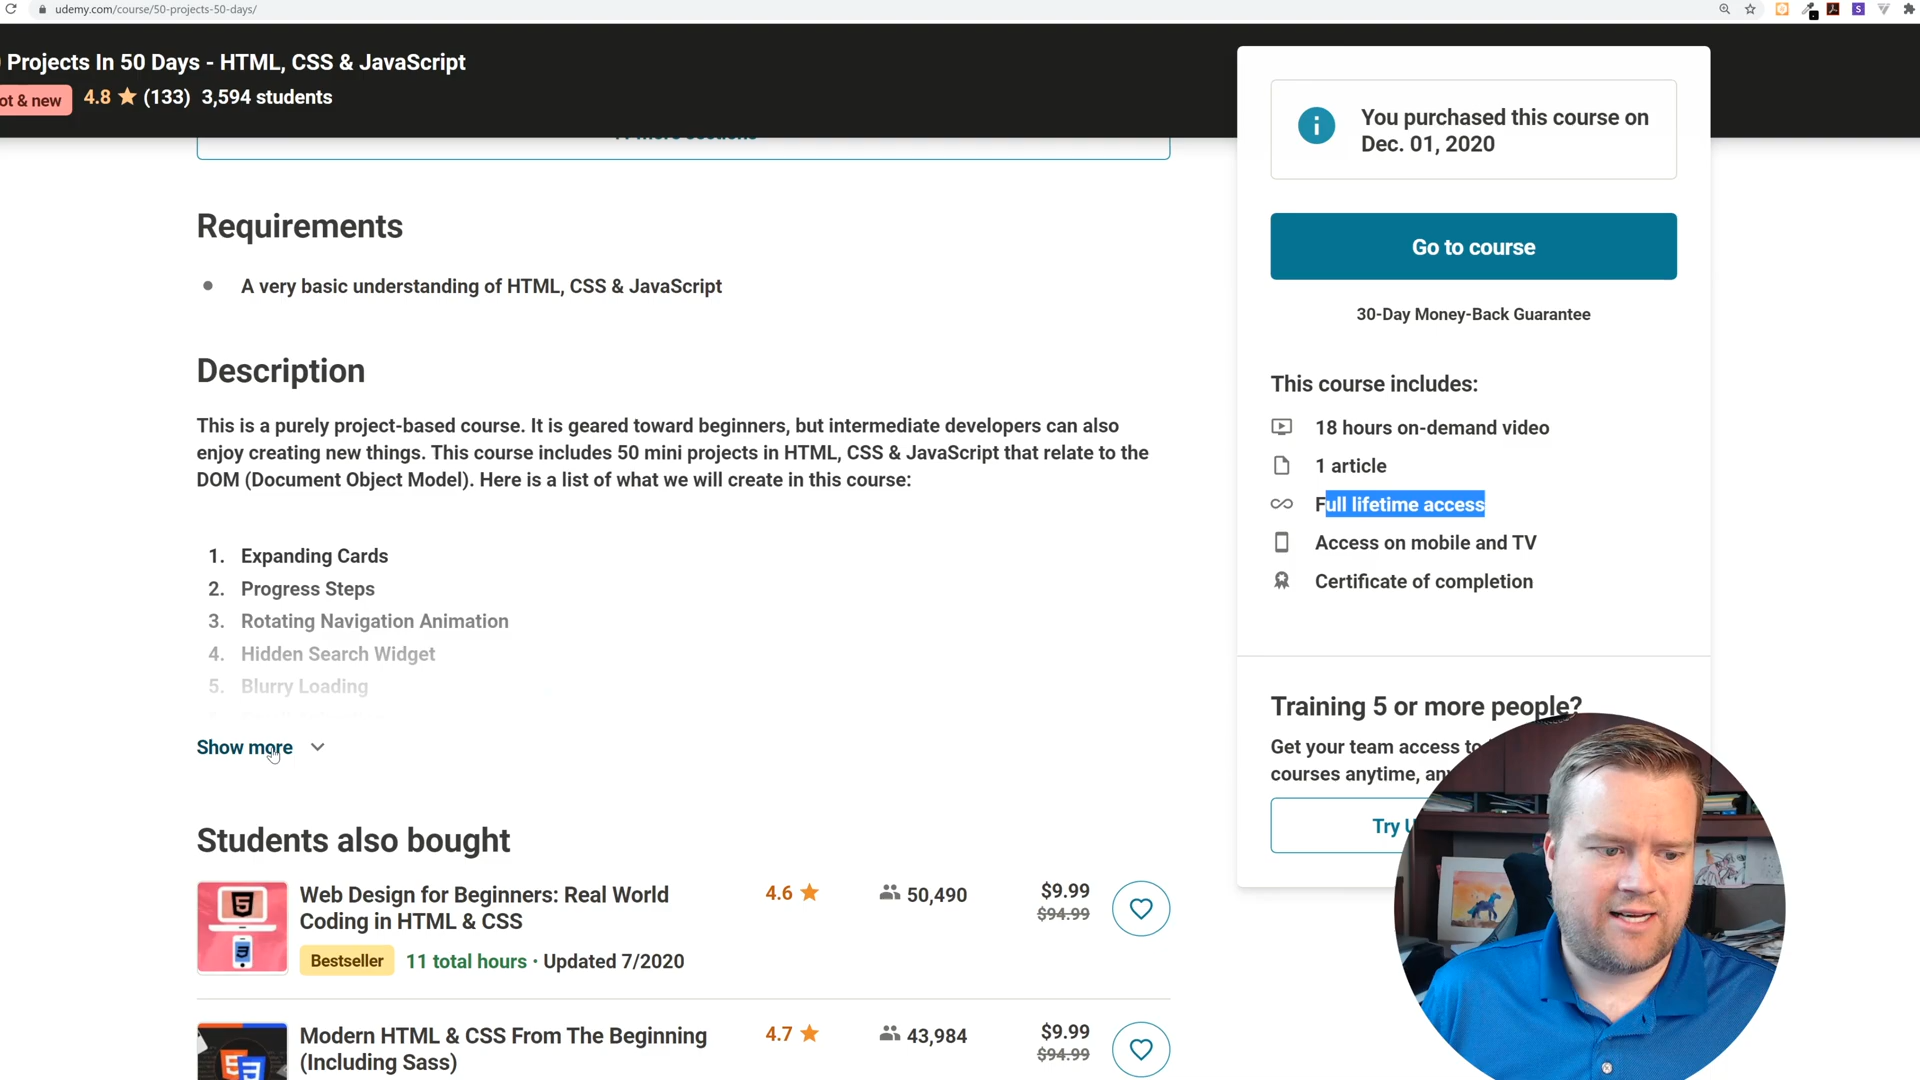 udemy.com/course/50-projects-50-days/
Projects In 50 Days - HTML, CSS & JavaScript
ot & new 4.8 (133) 3,594 students
Requirements
A very basic understanding of HTML, CSS & JavaScript
Description
This is a purely project-based course. It is geared toward beginners, but intermediate developers can also
enjoy creating new things. This course includes 50 mini projects in HTML, CSS & JavaScript that relate to the
DOM (Document Object Model). Here is a list of what we will create in this course:
1. Expanding Cards
2. Progress Steps
3. Rotating Navigation Animation
4. Hidden Search Widget
5. Blurry Loading
Show more
Students also bought
Web Design for Beginners: Real World
Coding in HTML & CSS
4.6 50,490 $9.99
$94.99
Bestseller 11 total hours · Updated 7/2020
Modern HTML & CSS From The Beginning
(Including Sass)
4.7 43,984 $9.99
$94.99
You purchased this course on
Dec. 01, 2020
Go to course
30-Day Money-Back Guarantee
This course includes:
18 hours on-demand video
1 article
Full lifetime access
Access on mobile and TV
Certificate of completion
Training 5 or more people?
Get your team access to
courses anytime, any
Try U